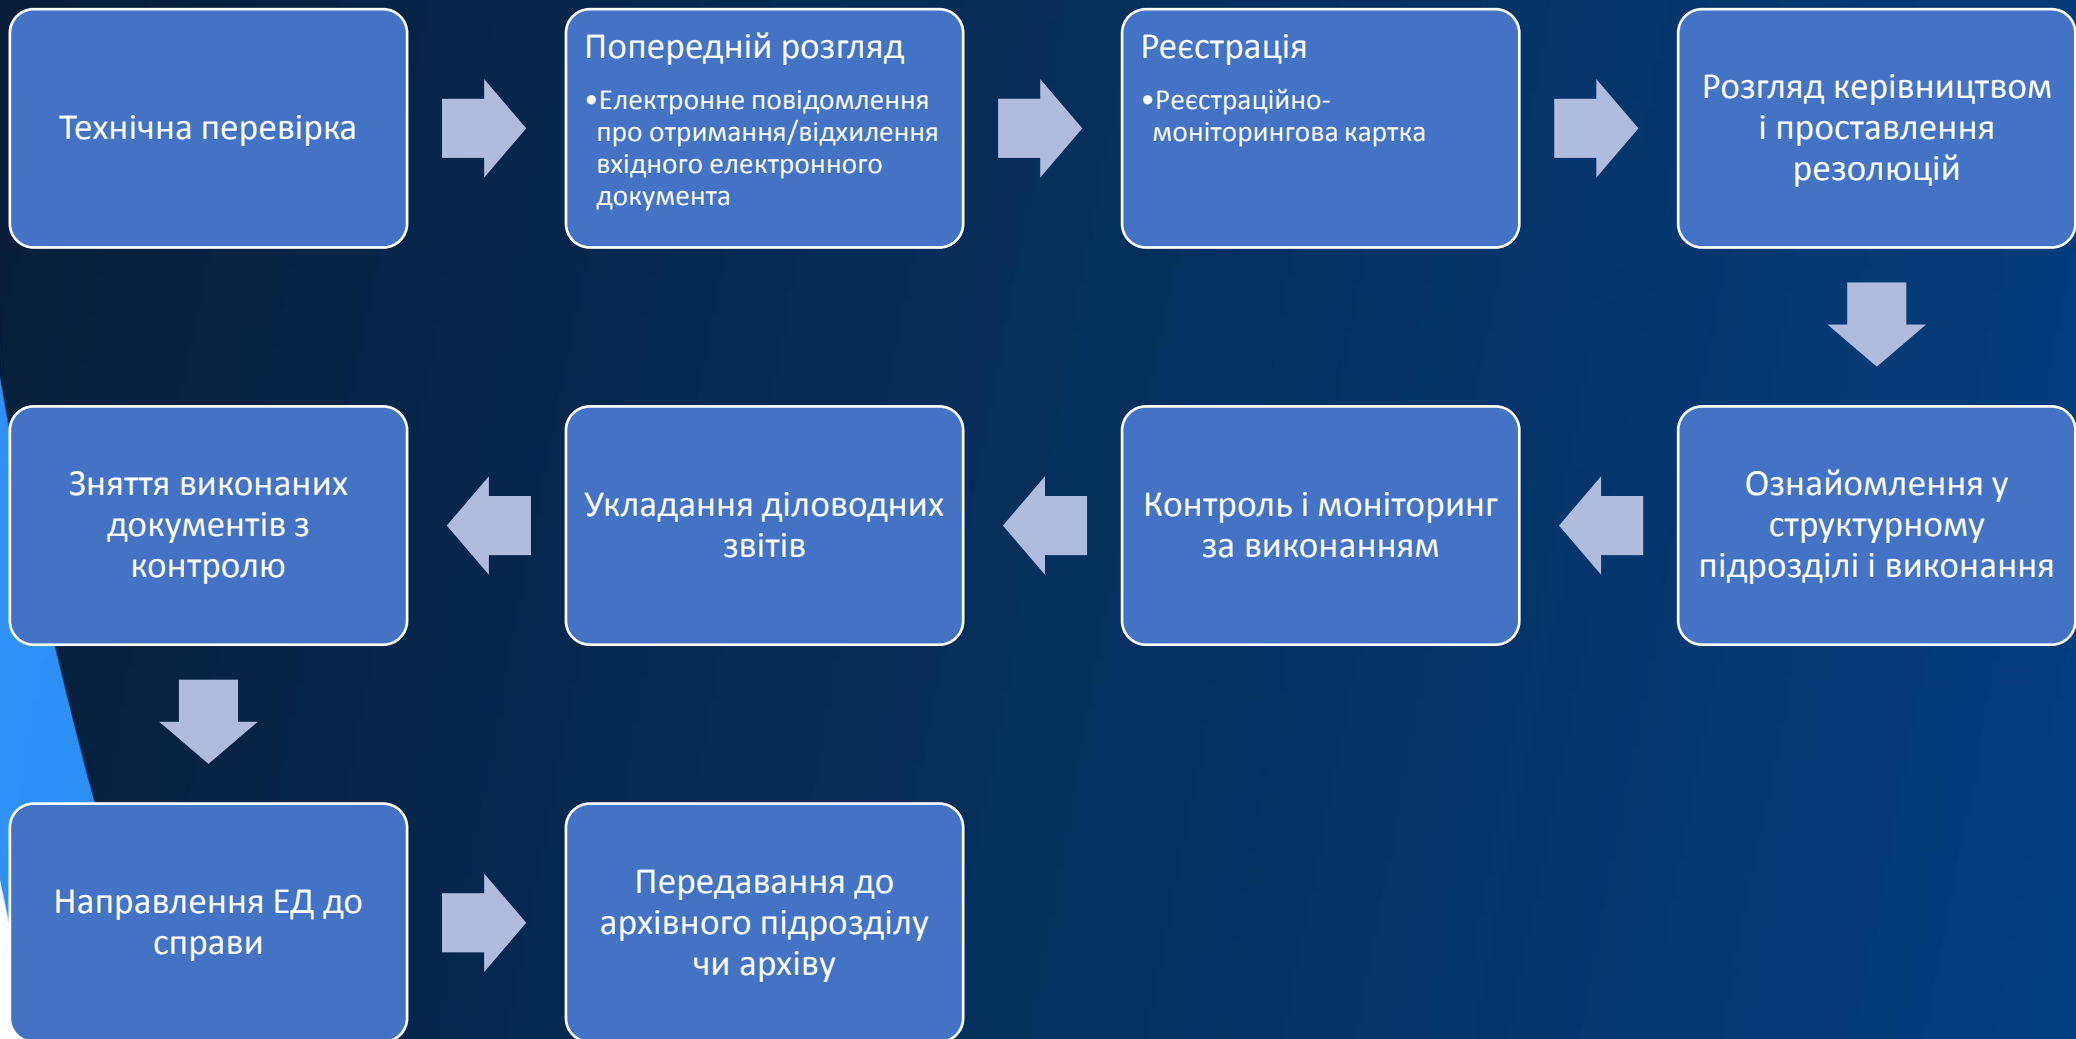 Технічна перевірка
Попередній розгляд
•Електронне повідомлення
про отримання/відхилення
вхідного електронного
документа
Реєстрація
•Реєстраційно-
моніторингова картка
Розгляд керівництвом
і проставлення
резолюцій
Ознайомлення у
структурному
підрозділі і виконання
Контроль і моніторинг
за виконанням
Укладання діловодних
звітів
Зняття виконаних
документів з
контролю
Направлення ЕД до
справи
Передавання до
архівного підрозділу
чи архіву